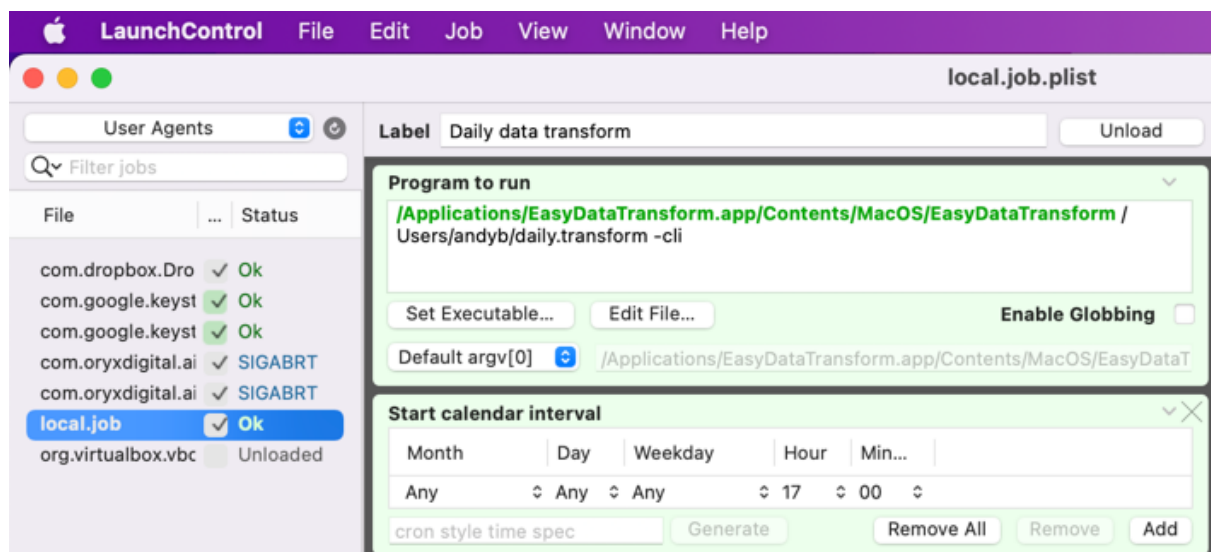 LaunchControl File Edit Job View Window Help
local.job.plist
User Agents
Label Daily data transform Unload
Filter jobs
File ... Status
com.dropbox.Dro Ok
com.google.keyst Ok
com.google.keyst Ok
com.oryxdigital.ai SIGABRT
com.oryxdigital.ai SIGABRT
local.job Ok
org.virtualbox.vbc Unloaded
Program to run
/Applications/EasyDataTransform.app/Contents/MacOS/EasyDataTransform /
Users/andyb/daily.transform -cli
Set Executable... Edit File... Enable Globbing
Default argv[0] /Applications/EasyDataTransform.app/Contents/MacOS/EasyDataT
Start calendar interval
Month Day Weekday Hour Min...
Any Any Any 17 00
cron style time spec Generate Remove All Remove Add